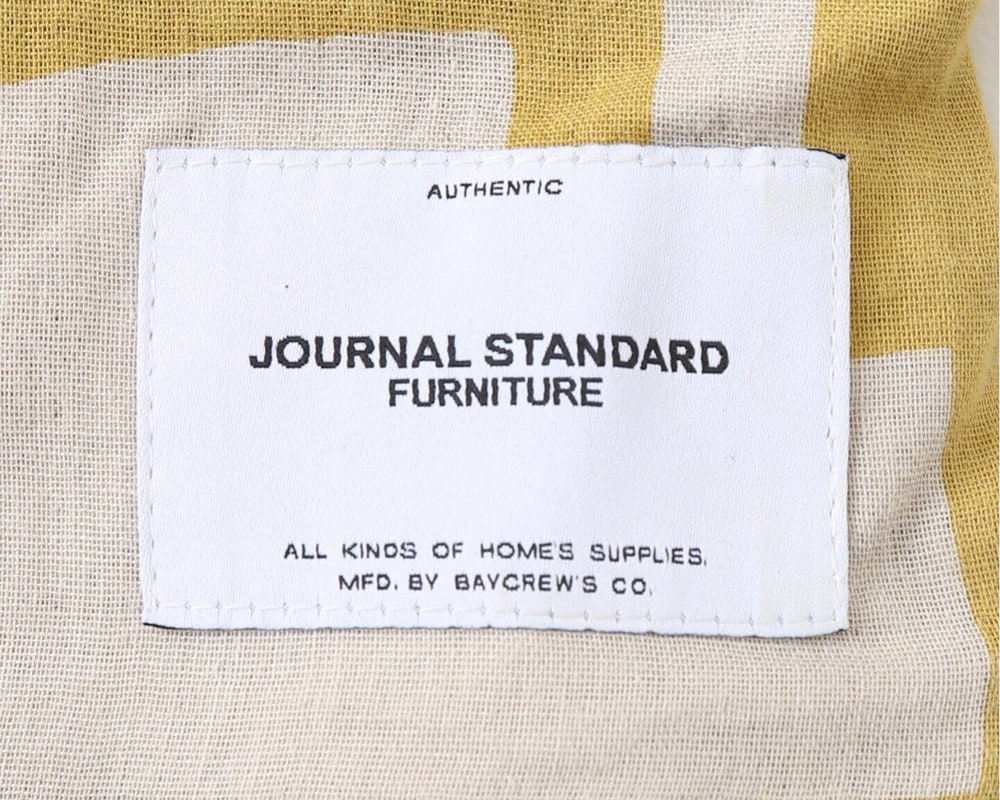 AUTHENTIC
JOURNAL STANDARD
FURNITURE
ALL KINDS OF HOME'S SUPPLIES,
MFD. BY BAYCREW'S CO.